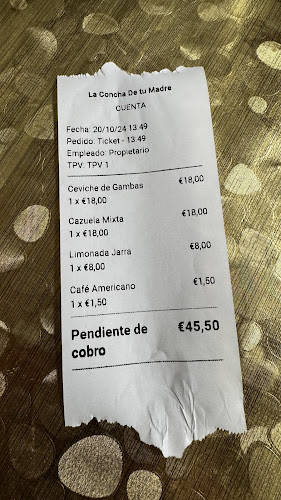 La Concha De tu Madre
CUENTA
Fecha: 20/10/24 13:49
Pedido: Ticket - 13:49
Empleado: Propietario
TPV: TPV 1
Ceviche de Gambas €18,00
1 x €18,00
Cazuela Mixta €18,00
1 x €18,00
Limonada Jarra €8,00
1 x €8,00
Café Americano €1,50
1 x €1,50
Pendiente de €45,50
cobro